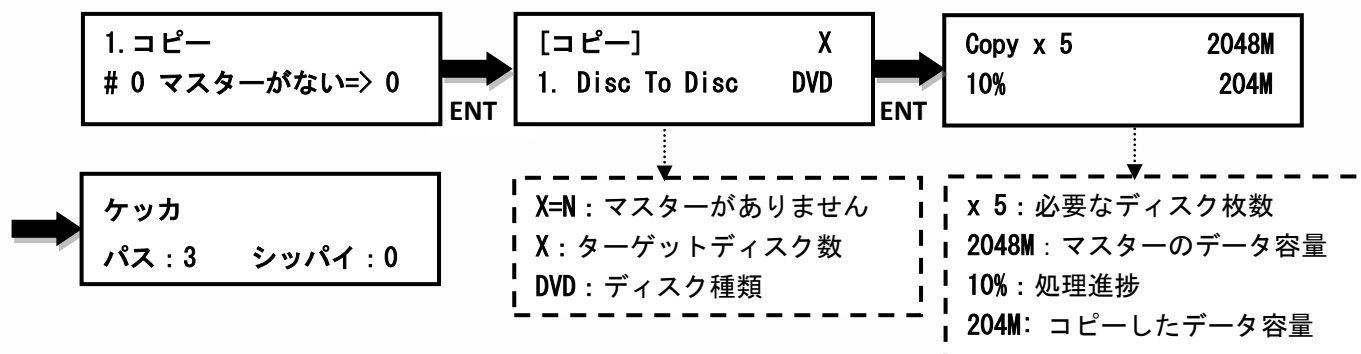 1.コピー
# 0 マスターがない=> 0
ENT
[コピー] X
1. Disc To Disc DVD
ENT
Copy x 5 2048M
10% 204M
X=N：マスターがありません
X：ターゲットディスク数
DVD：ディスク種類
x 5：必要なディスク枚数
2048M：マスターのデータ容量
10%：処理進捗
204M: コピーしたデータ容量
ケッカ
パス：3 シッパイ：0